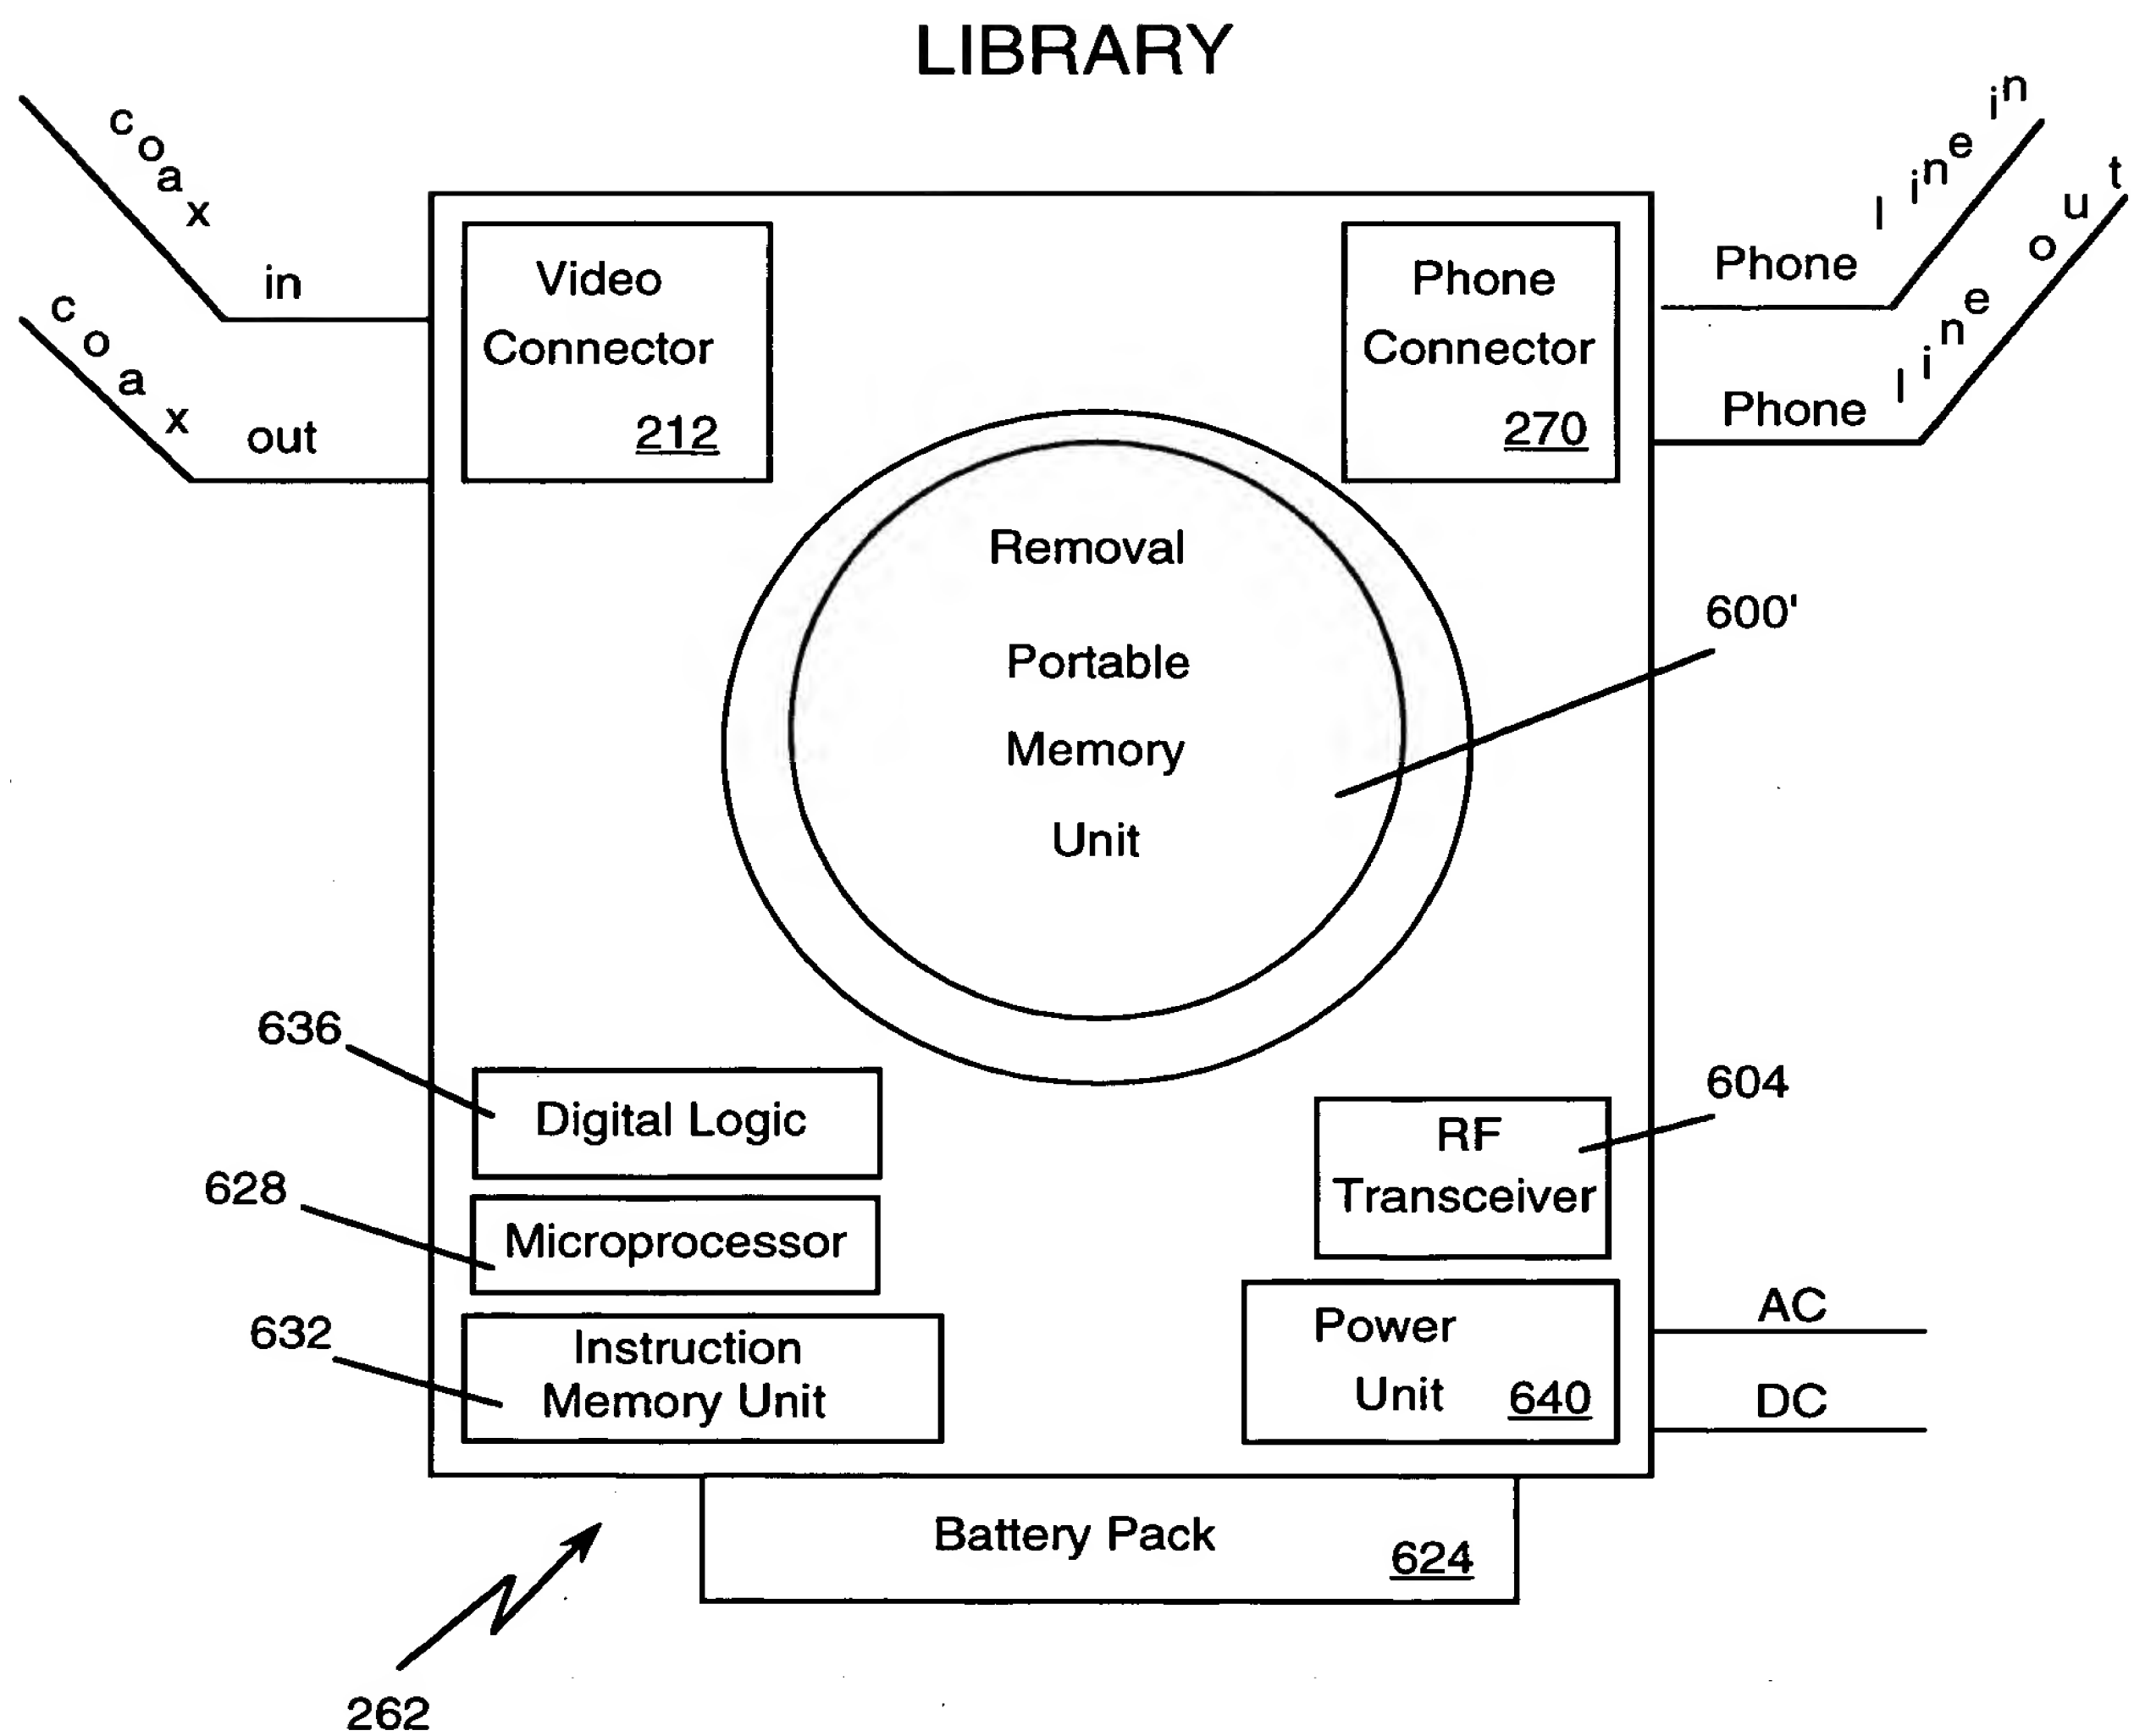 LIBRARY
coax in
coax out
Video
Connector
212
Phone
Connector
270
Phone line in
Phone line out
Removal
Portable
Memory
Unit
600'
636
Digital Logic
628
Microprocessor
632
Instruction
Memory Unit
604
RF
Transceiver
Power
Unit 640
AC
DC
Battery Pack
624
262